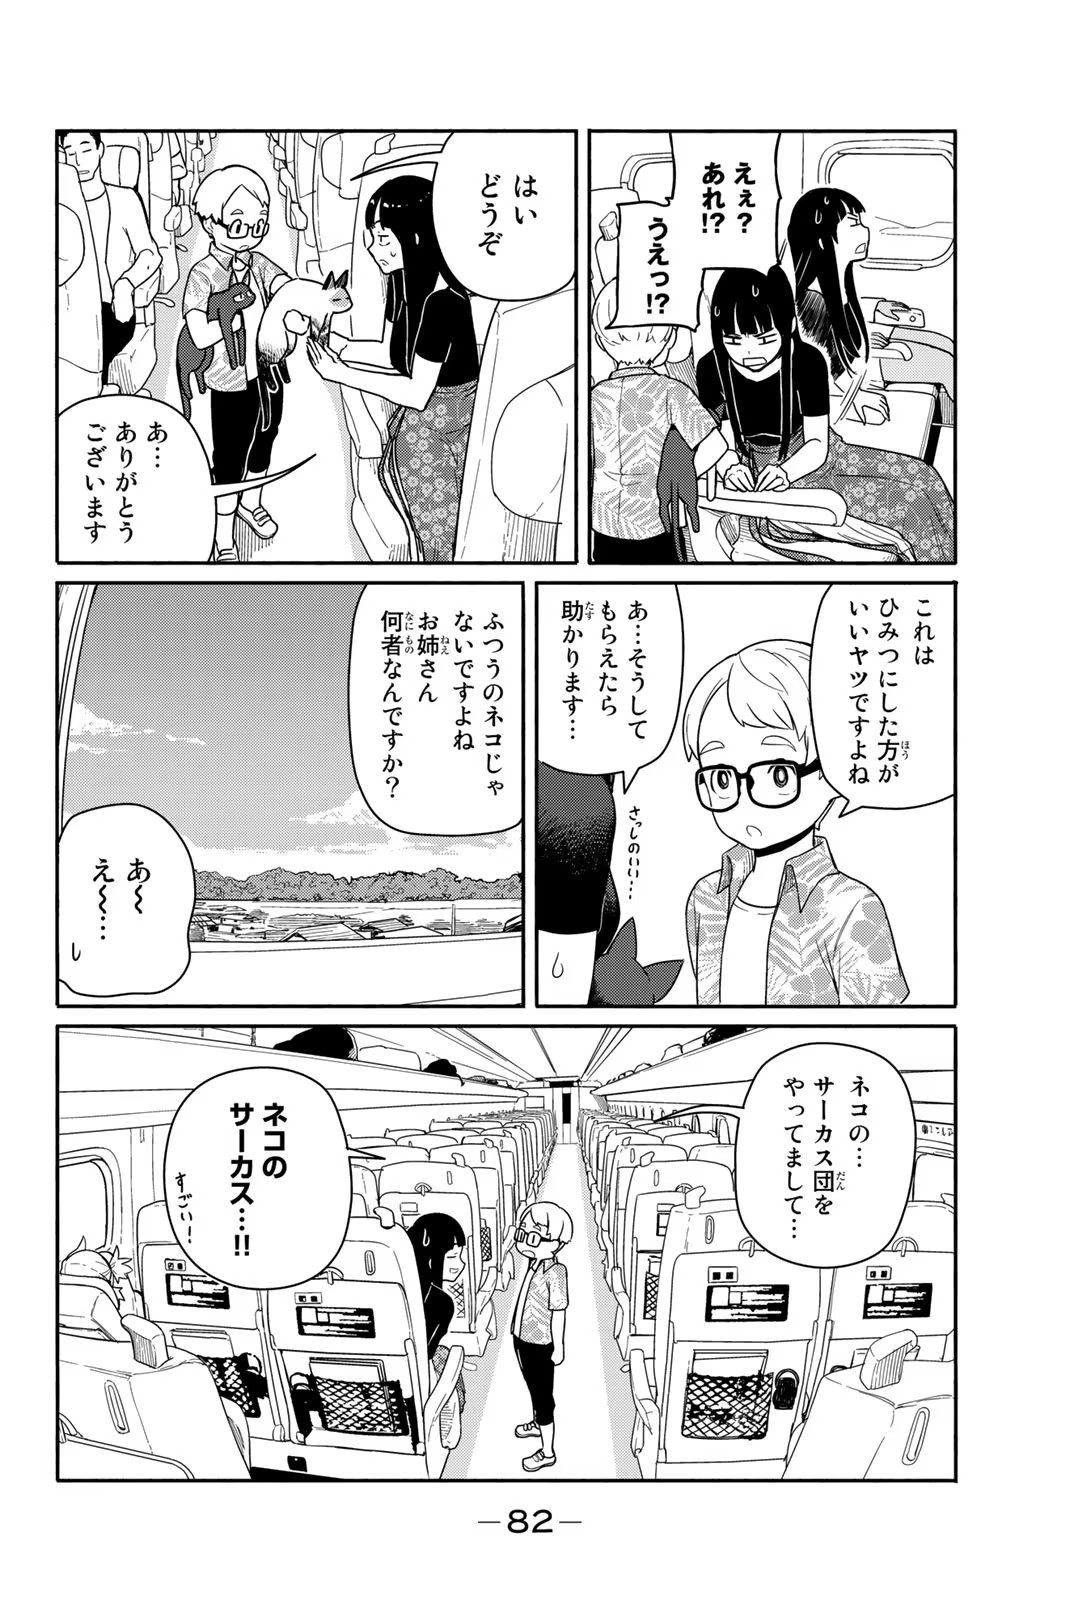 ええ?
あれ!?
うえっ!?
はい
どうぞ
あ…
ありがとう
ございます
これは
ひみつにした方が
いいヤツですよね
あ…そうして
もらえたら
助かります…
さっしのいい…
ふつうのネコじゃ
ないですよね
お姉さん
何者なんですか?
あ〜
え〜…
ネコの…
サーカス団を
やってまして…
ネコの
サーカス…!!
すごい!
—82—